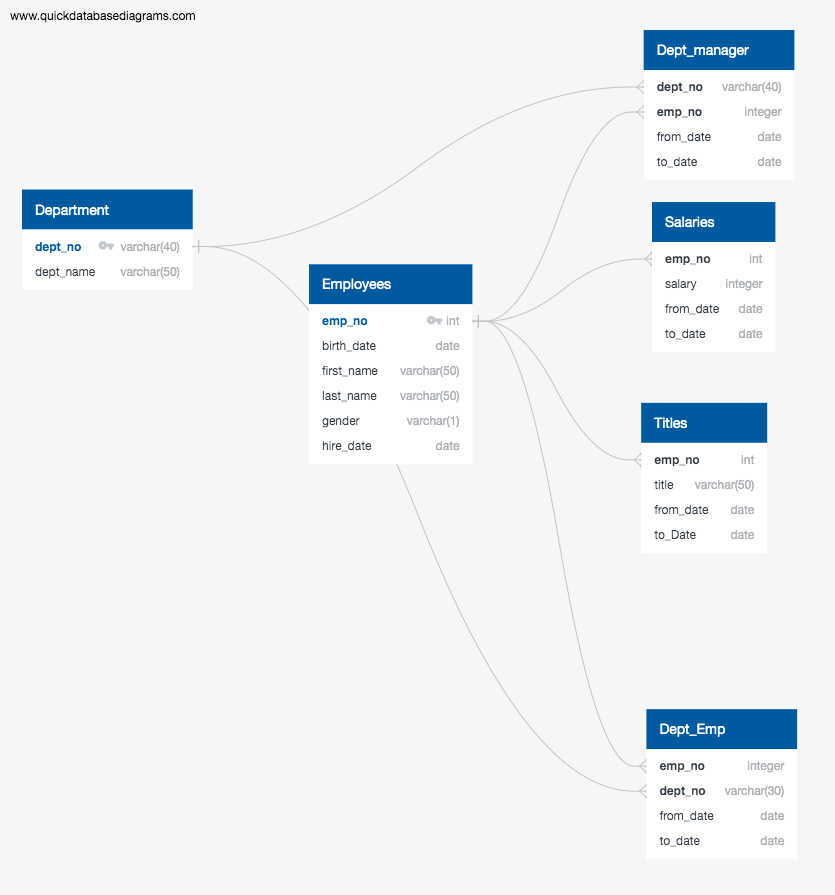 www.quickdatabasediagrams.com
Dept_manager
dept_no varchar(40)
emp_no integer
from_date date
to_date date
Department
dept_no varchar(40)
dept_name varchar(50)
Salaries
emp_no int
salary integer
from_date date
to_date date
Employees
emp_no int
birth_date date
first_name varchar(50)
last_name varchar(50)
gender varchar(1)
hire_date date
Titles
emp_no int
title varchar(50)
from_date date
to_Date date
Dept_Emp
emp_no integer
dept_no varchar(30)
from_date date
to_date date